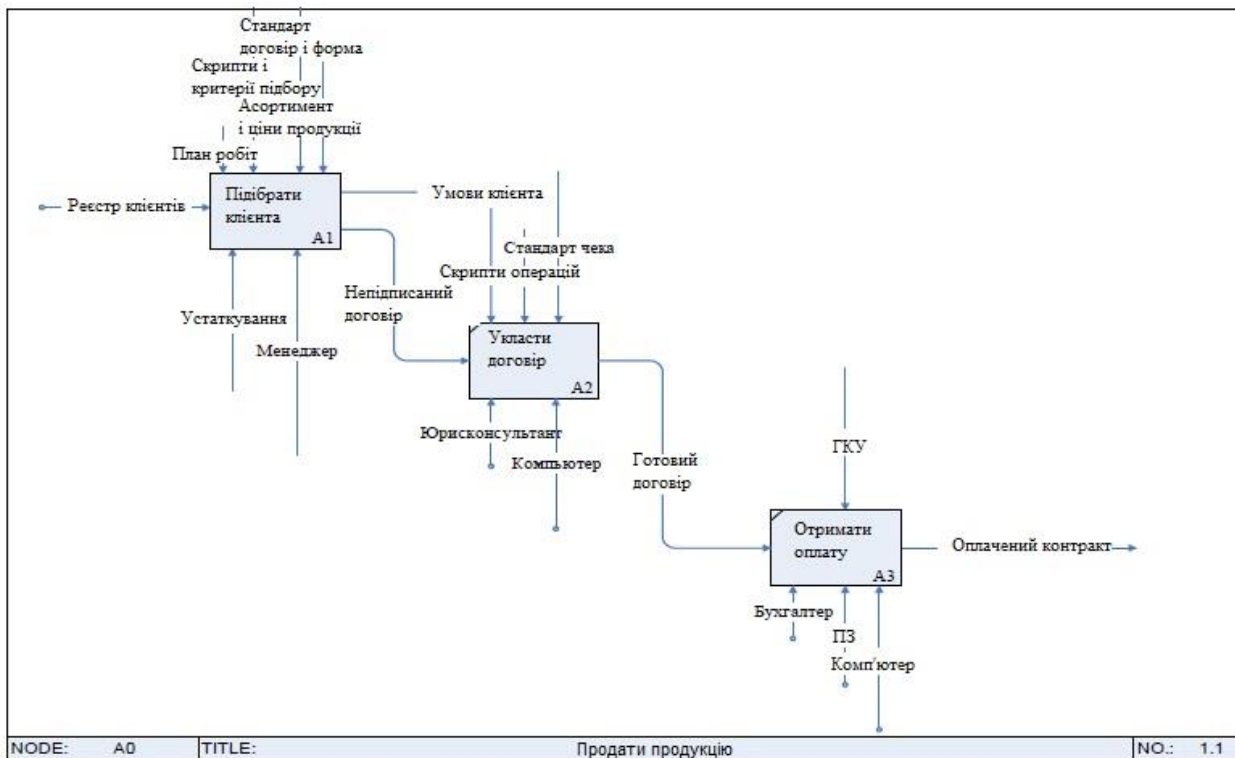 Стандарт
договір і форма
Скрипти і
критерії підбору
Асортимент
і ціни продукції
План робіт
Реєстр клієнтів
Підібрати
клієнта
A1
Умови клієнта
Стандарт чека
Скрипти операцій
Непідписаний
договір
Устаткування
Менеджер
Укласти
договір
A2
Юрисконсультант
Компьютер
Готовий
договір
ГКУ
Отримати
оплату
A3
Оплачений контракт
Бухгалтер
ПЗ
Комп'ютер
NODE: A0 TITLE: Продати продукцію NO.: 1.1